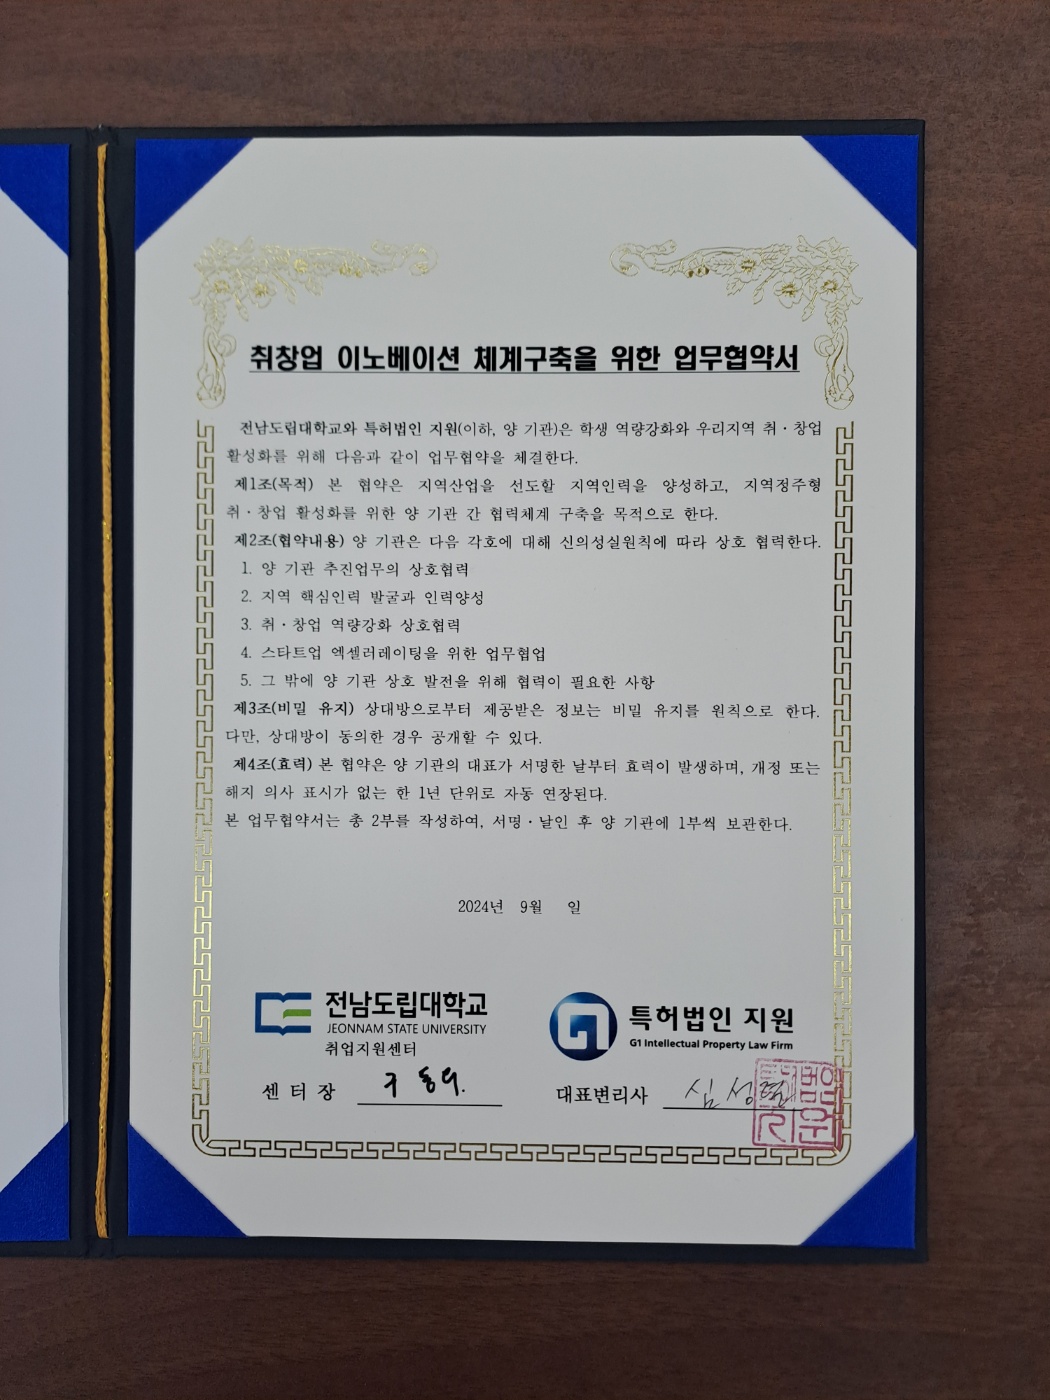 취창업 이노베이션 체계구축을 위한 업무협약서
전남도립대학교와 특허법인 지원(이하, 양 기관)은 학생 역량강화와 우리지역 취·창업
활성화를 위해 다음과 같이 업무협약을 체결한다.
제1조(목적) 본 협약은 지역산업을 선도할 지역인력을 양성하고, 지역정주형
취·창업 활성화를 위한 양 기관 간 협력체계 구축을 목적으로 한다.
제2조(협약내용) 양 기관은 다음 각호에 대해 신의성실원칙에 따라 상호 협력한다.
1. 양 기관 추진업무의 상호협력
2. 지역 핵심인력 발굴과 인력양성
3. 취·창업 역량강화 상호협력
4. 스타트업 엑셀러레이팅을 위한 업무협업
5. 그 밖에 양 기관 상호 발전을 위해 협력이 필요한 사항
제3조(비밀 유지) 상대방으로부터 제공받은 정보는 비밀 유지를 원칙으로 한다.
다만, 상대방이 동의한 경우 공개할 수 있다.
제4조(효력) 본 협약은 양 기관의 대표가 서명한 날부터 효력이 발생하며, 개정 또는
해지 의사 표시가 없는 한 1년 단위로 자동 연장된다.
본 업무협약서는 총 2부를 작성하여, 서명·날인 후 양 기관에 1부씩 보관한다.
2024년 9월 일
전남도립대학교
JEONNAM STATE UNIVERSITY
취업지원센터
센 터 장
G1
특허법인 지원
G1 Intellectual Property Law Firm
대표변리사 심성